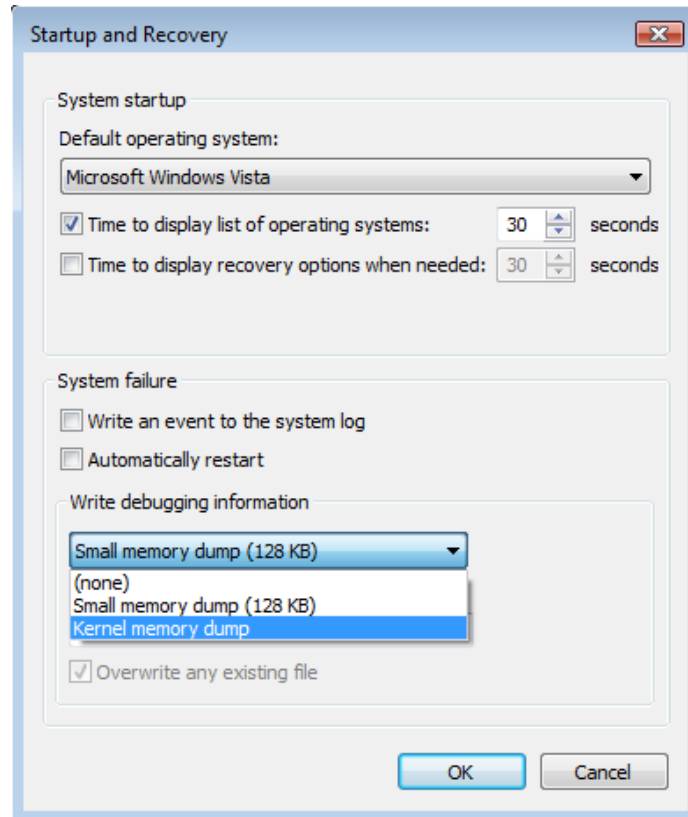 Startup and Recovery
System startup
Default operating system:
Microsoft Windows Vista
Time to display list of operating systems: 30 seconds
Time to display recovery options when needed: 30 seconds
System failure
Write an event to the system log
Automatically restart
Write debugging information
Small memory dump (128 KB)
(none)
Small memory dump (128 KB)
Kernel memory dump
Overwrite any existing file
OK Cancel